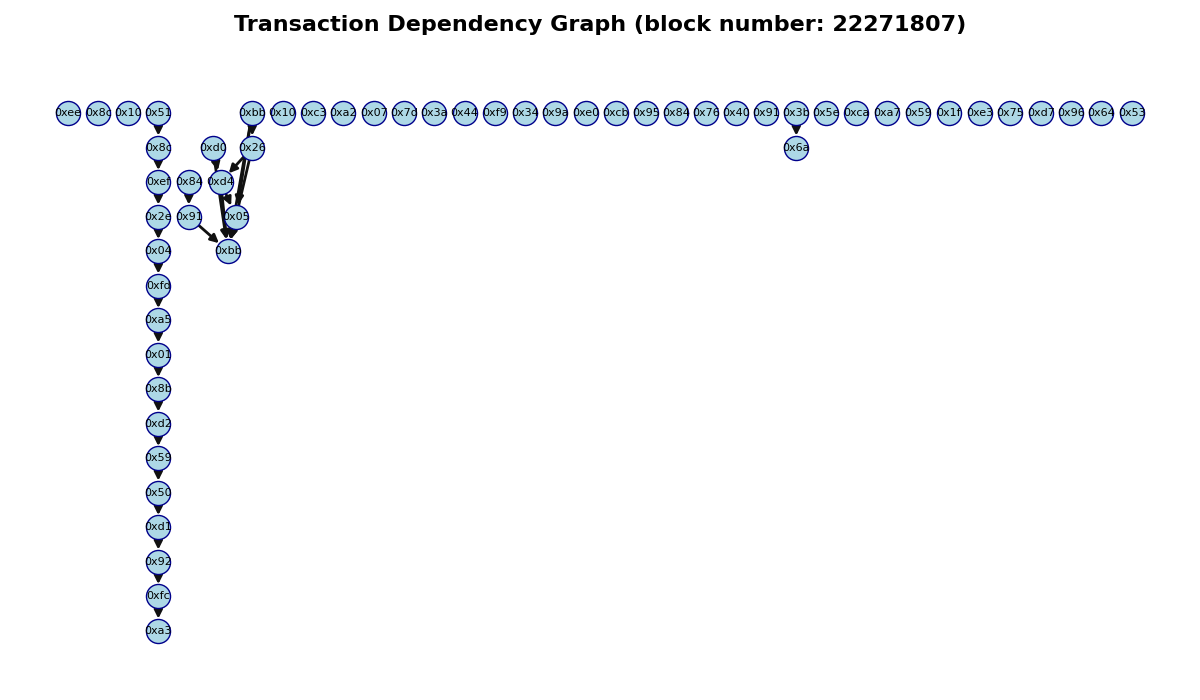 Transaction Dependency Graph (block number: 22271807)
0xee 0x8c 0x10 0x51 0xbb 0x10 0xc3 0xa2 0x07 0x7c 0x3a 0x44 0xf9 0x34 0x9a 0xe0 0xcb 0x95 0x84 0x76 0x40 0x91 0x3b 0x5e 0xca 0xa7 0x59 0x1f 0xe3 0x75 0xd7 0x96 0x64 0x53
0x8c 0xd0 0x26 0x6a
0xef 0x84 0xd4
0x2e 0x91 0x05
0x04 0xbb
0xfd
0xa5
0x01
0x8b
0xd2
0x59
0x50
0xd1
0x92
0xfc
0xa3